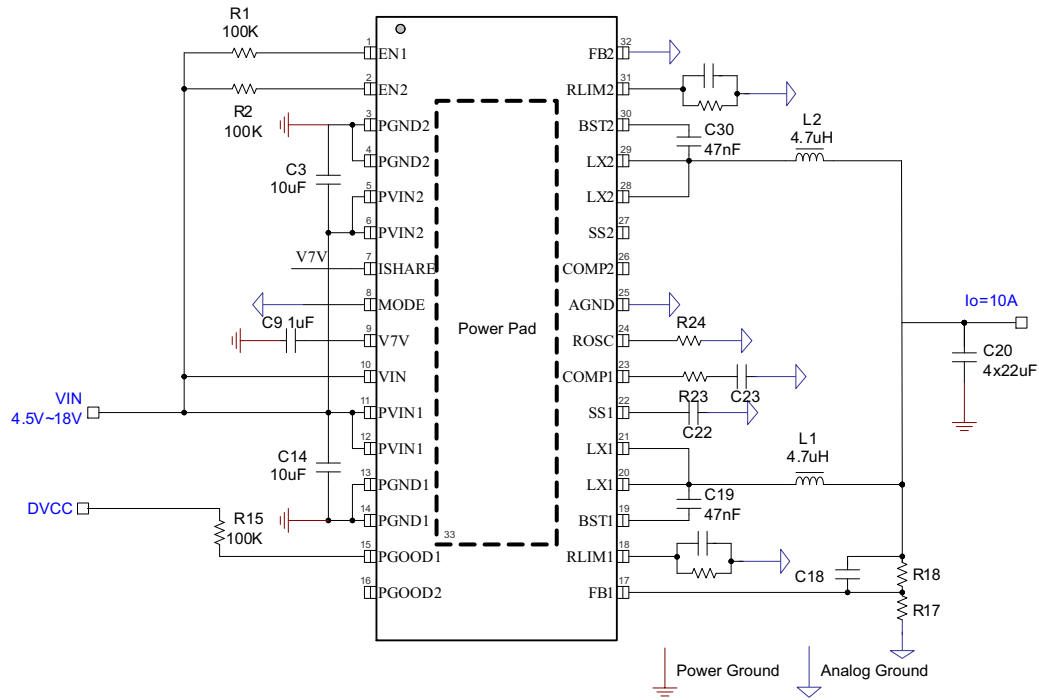 R1
100K
R2
100K
1 EN1
2 EN2
3 PGND2
4 PGND2
5 PVIN2
6 PVIN2
7 ISHARE
8 MODE
9 V7V
10 VIN
11 PVIN1
12 PVIN1
13 PGND1
14 PGND1
15 PGOOD1
16 PGOOD2
C3
10uF
V7V
C9 1uF
VIN
4.5V~18V
C14
10uF
DVCC
R15
100K
Power Pad
33
FB2 32
RLIM2 31
BST2 30
LX2 29
LX2 28
SS2 27
COMP2 26
AGND 25
ROSC 24
COMP1 23
SS1 22
LX1 21
LX1 20
BST1 19
RLIM1 18
FB1 17
C30
47nF
L2
4.7uH
R24
R23
C23
C22
L1
4.7uH
C19
47nF
Io=10A
C20
4x22uF
C18
R18
R17
Power Ground
Analog Ground